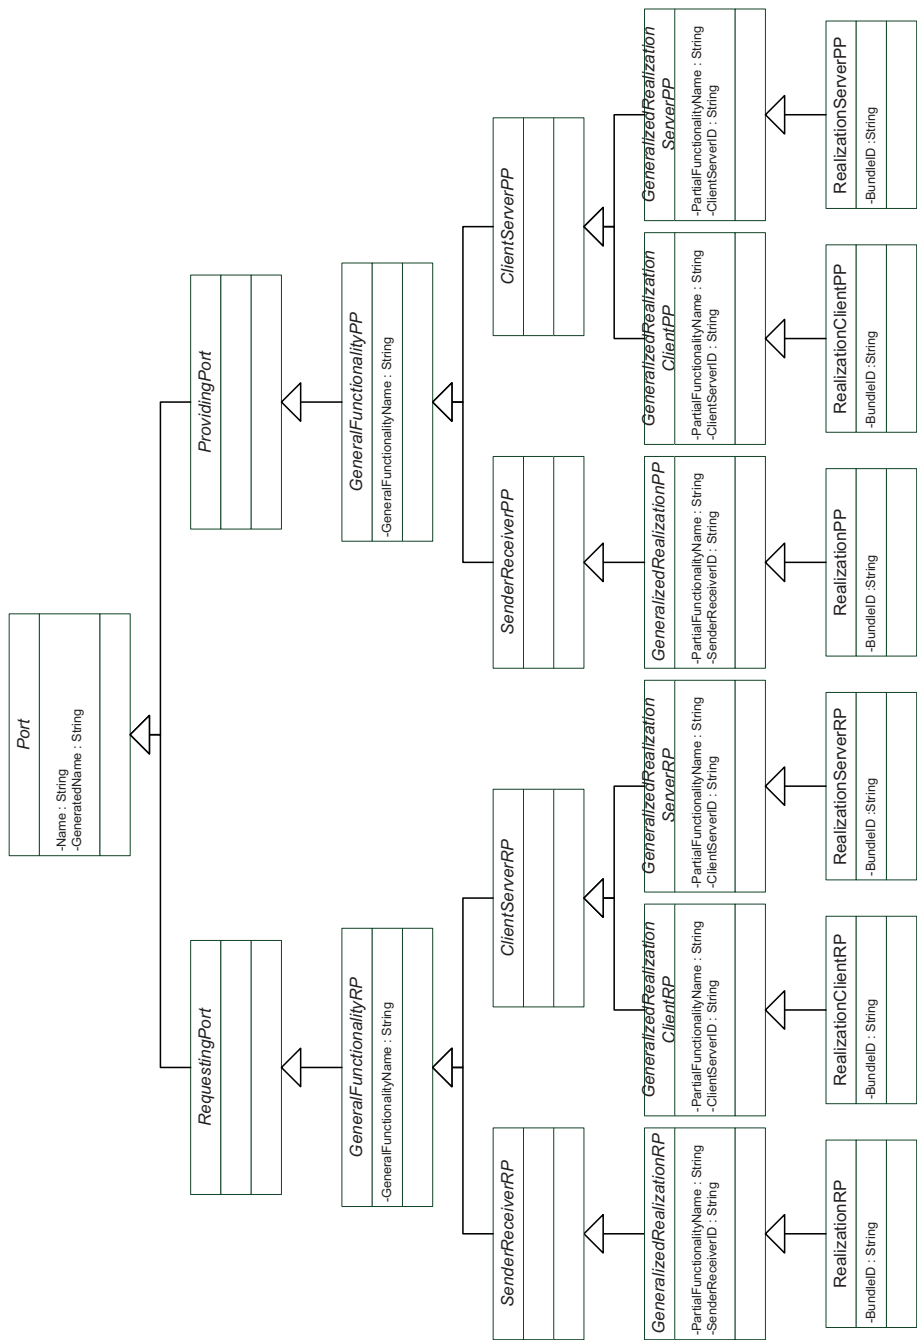 Port
-Name : String
-GeneratedName : String
RequestingPort
ProvidingPort
GeneralFunctionalityRP
-GeneralFunctionalityName : String
GeneralFunctionalityPP
-GeneralFunctionalityName : String
SenderReceiverRP
ClientServerRP
SenderReceiverPP
ClientServerPP
GeneralizedRealizationRP
-PartialFunctionalityName : String
-SenderReceiverID : String
GeneralizedRealization
ClientRP
-PartialFunctionalityName : String
-ClientServerID : String
GeneralizedRealization
ServerRP
-PartialFunctionalityName : String
-ClientServerID : String
GeneralizedRealizationPP
-PartialFunctionalityName : String
-SenderReceiverID : String
GeneralizedRealization
ClientPP
-PartialFunctionalityName : String
-ClientServerID : String
GeneralizedRealization
ServerPP
-PartialFunctionalityName : String
-ClientServerID : String
RealizationRP
-BundleID : String
RealizationClientRP
-BundleID : String
RealizationServerRP
-BundleID :String
RealizationPP
-BundleID :String
RealizationClientPP
-BundleID :String
RealizationServerPP
-BundleID :String